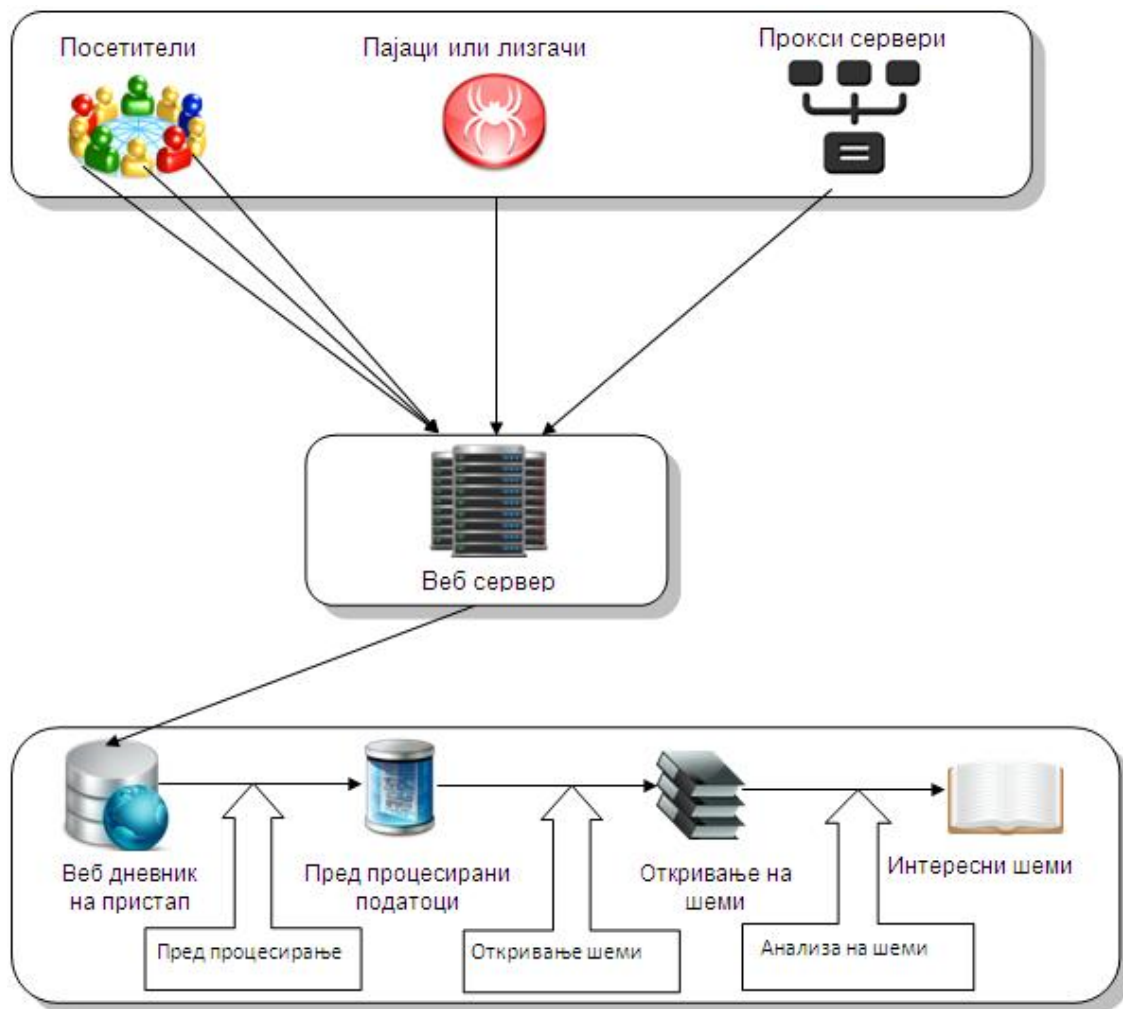 Посетители
Пајаци или лизгачи
Прокси сервери
Веб сервер
Веб дневник
на пристап
Пред процесирани
податоци
Откривање на
шеми
Интересни шеми
Пред процесирање
Откривање шеми
Анализа на шеми